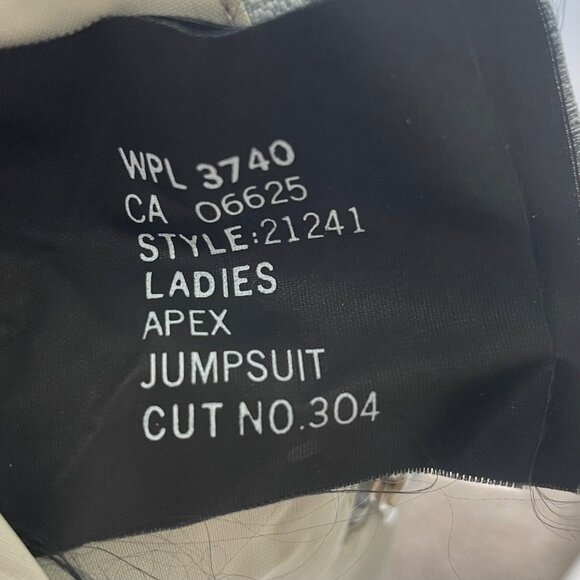 WPL 3740
CA 06625
STYLE:21241
LADIES
APEX
JUMPSUIT
CUT NO.304